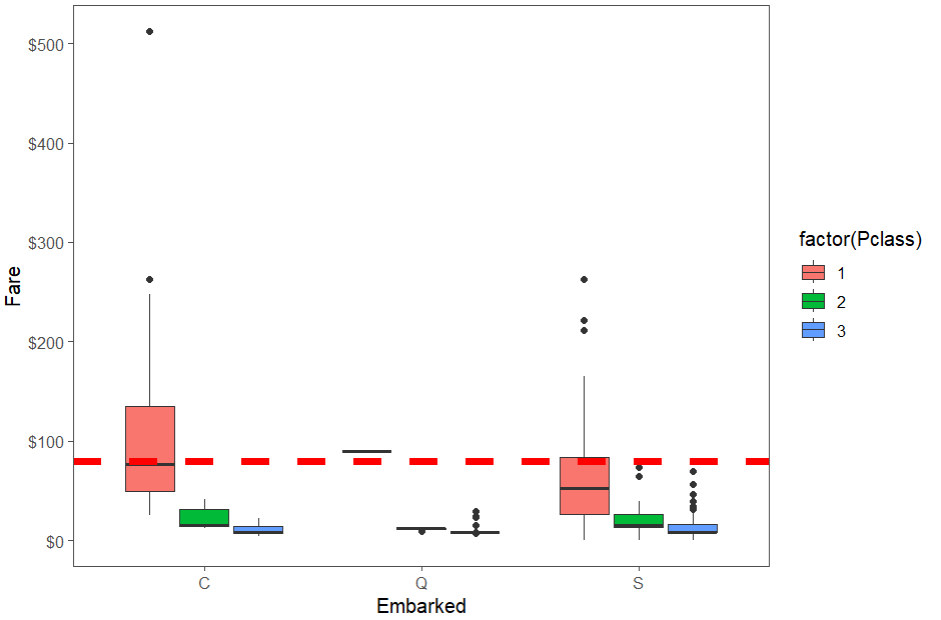 $500
$400
$300
$200
$100
$0
Fare
C Q S
Embarked
factor(Pclass)
1
2
3